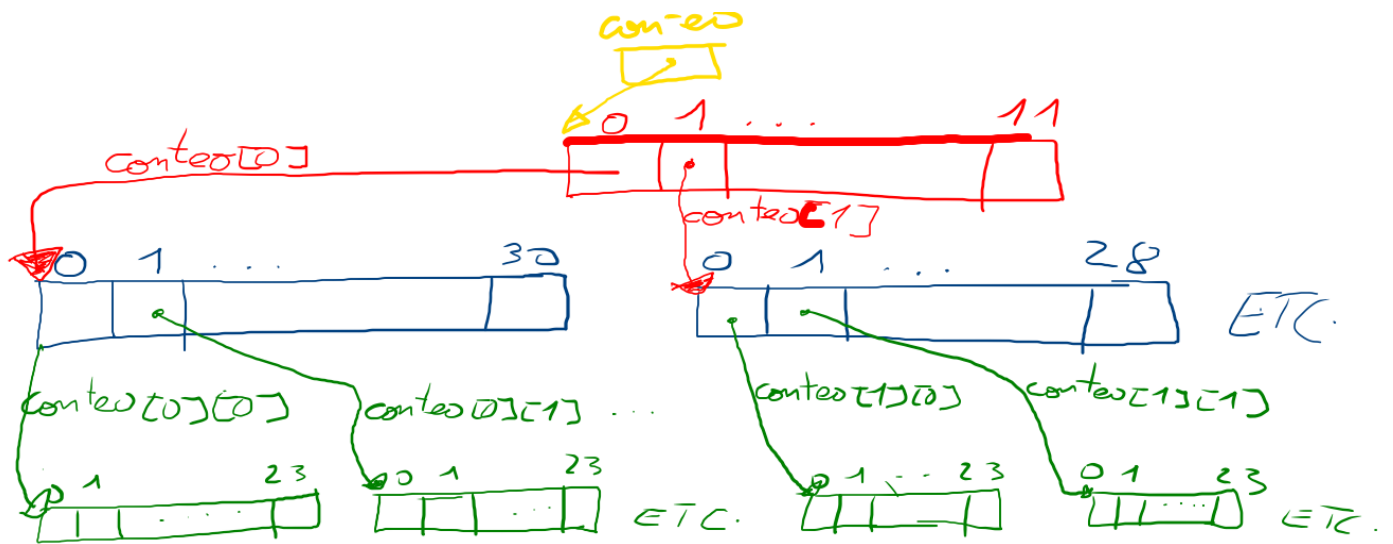 conteo
0 1 .... 11
conteo[0]
conteo[1]
0 1 .... 30
0 1 .... 28
ETC.
conteo[0][0]
conteo[0][1] ...
conteo[1][0]
conteo[1][1]
0 1 23
.....
0 1 23
....
ETC.
0 1 ... 23
0 1 23
.....
ETC.